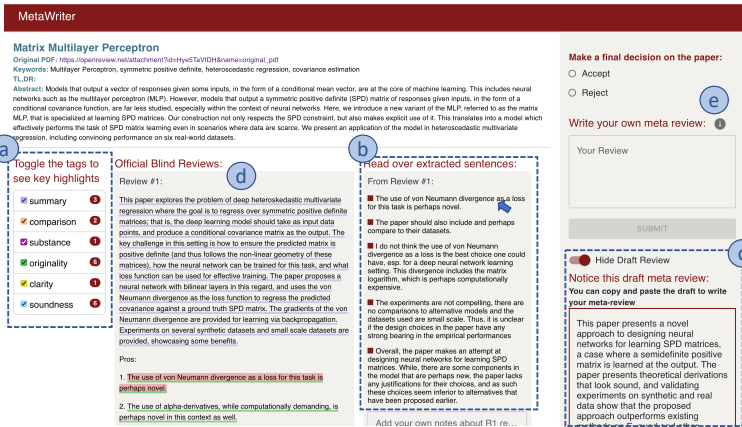 MetaWriter
Matrix Multilayer Perceptron
Original PDF: https://openreview.net/attachment?id=Hye5TaVtDH&name=original_pdf
Keywords: Multilayer Perceptron, symmetric positive definite, heteroscedastic regression, covariance estimation
TL;DR:
Abstract: Models that output a vector of responses given some inputs, in the form of a conditional mean vector, are at the core of machine learning. This includes neural
networks such as the multilayer perceptron (MLP). However, models that output a symmetric positive definite (SPD) matrix of responses given inputs, in the form of a
conditional covariance function, are far less studied, especially within the context of neural networks. Here, we introduce a new variant of the MLP, referred to as the matrix
MLP, that is specialized at learning SPD matrices. Our construction not only respects the SPD constraint, but also makes explicit use of it. This translates into a model which
effectively performs the task of SPD matrix learning even in scenarios where data are scarce. We present an application of the model in heteroscedastic multivariate
regression, including convincing performance on six real-world datasets.
a
Toggle the tags to
see key highlights
summary 3
comparison 2
substance 1
originality 6
clarity 1
soundness 6
Official Blind Reviews:
d
Review #1:
This paper explores the problem of deep heteroskedastic multivariate
regression where the goal is to regress over symmetric positive definite
matrices; that is, the deep learning model should take as input data
points, and produce a conditional covariance matrix as the output. The
key challenge in this setting is how to ensure the predicted matrix is
positive definite (and thus follows the non-linear geometry of these
matrices), how the neural network can be trained for this task, and what
loss function can be used for effective training. The paper proposes a
neural network with bilinear layers in this regard, and uses the von
Neumann divergence as the loss function to regress the predicted
covariance against a ground truth SPD matrix. The gradients of the von
Neumann divergence are provided for learning via backpropagation.
Experiments on several synthetic datasets and small scale datasets are
provided, showcasing some benefits.
Pros:
1. The use of von Neumann divergence as a loss for this task is
perhaps novel.
2. The use of alpha-derivatives, while computationally demanding, is
perhaps novel in this context as well.
b
Read over extracted sentences:
From Review #1:
The use of von Neumann divergence as a loss
for this task is perhaps novel.
The paper should also include and perhaps
compare to their datasets.
I do not think the use of von Neumann
divergence as a loss is the best choice one could
have, esp. for a deep neural network learning
setting. This divergence includes the matrix
logarithm, which is perhaps computationally
expensive.
The experiments are not compelling, there are
no comparisons to alternative models and the
datasets used are small scale. Thus, it is unclear
if the design choices in the paper have any
strong bearing in the empirical performances
Overall, the paper makes an attempt at
designing neural networks for learning SPD
matrices. While, there are some components in
the model that are perhaps new, the paper lacks
any justifications for their choices, and as such
these choices seem inferior to alternatives that
have been proposed earlier.
Add your own notes about R1 re...
Make a final decision on the paper:
Accept
Reject
e
Write your own meta review:
Your Review
SUBMIT
Hide Draft Review
Notice this draft meta review:
You can copy and paste the draft to write
your meta-review
This paper presents a novel
approach to designing neural
networks for learning SPD matrices,
a case where a semidefinite positive
matrix is learned at the output. The
paper presents theoretical derivations
that look sound, and validating
experiments on synthetic and real
data show that the proposed
approach outperforms existing